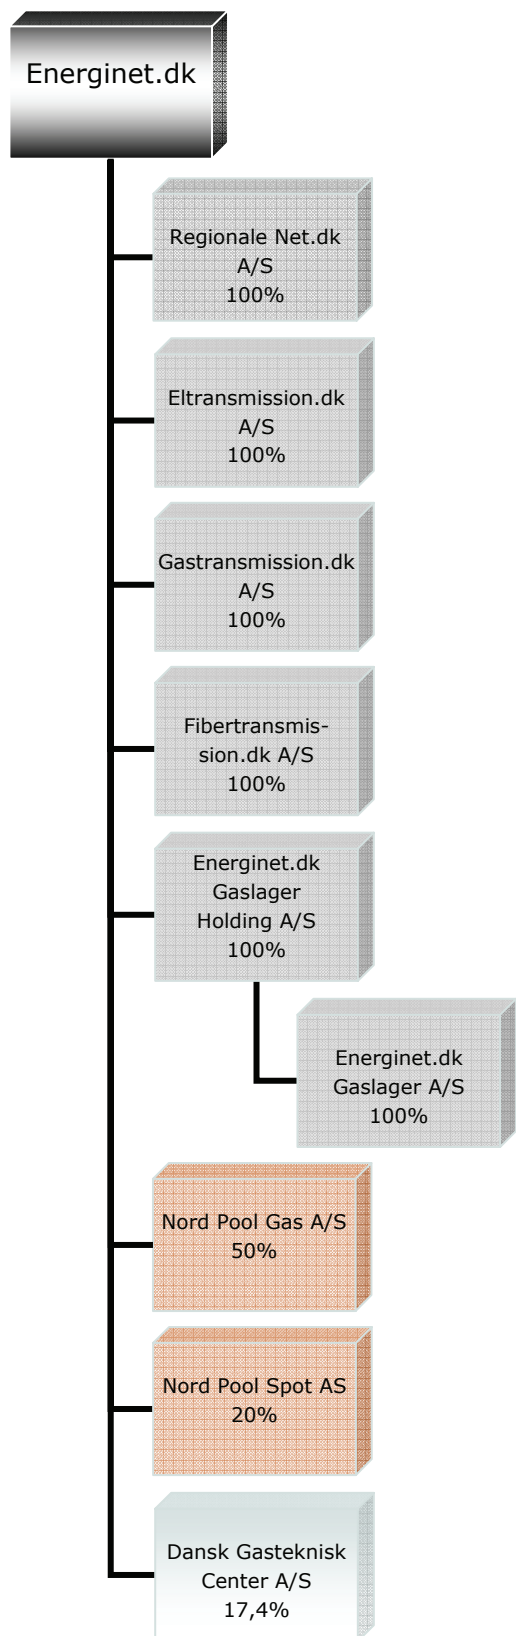 Energinet.dk
Regionale Net.dk
A/S
100%
Eltransmission.dk
A/S
100%
Gastransmission.dk
A/S
100%
Fibertransmis-
sion.dk A/S
100%
Energinet.dk
Gaslager
Holding A/S
100%
Energinet.dk
Gaslager A/S
100%
Nord Pool Gas A/S
50%
Nord Pool Spot AS
20%
Dansk Gasteknisk
Center A/S
17,4%